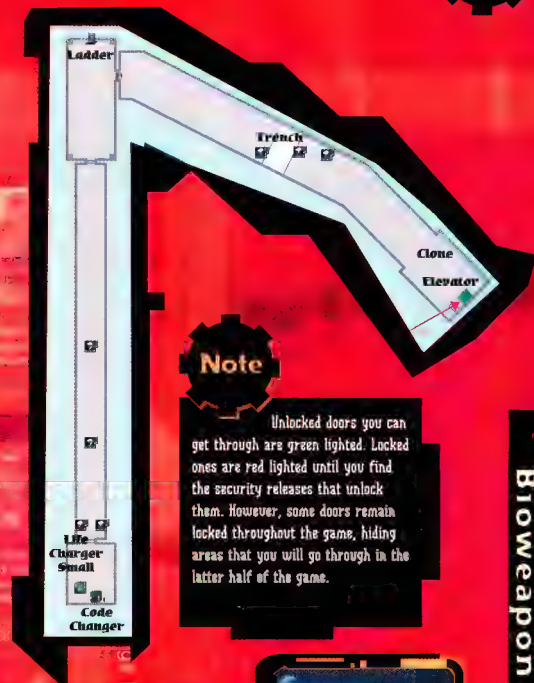 Ladder
Trench
Clone
Elevator
Note
Unlocked doors you can
get through are green lighted. Locked
ones are red lighted until you find
the security releases that unlock
them. However, some doors remain
locked throughout the game, hiding
areas that you will go through in the
latter half of the game.
Life
Charger
Small
Code
Changer
Bioweapon